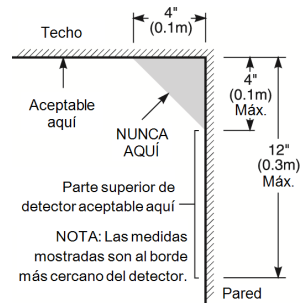 4"
(0.1m)
Techo
4"
(0.1m)
Máx.
Aceptable
aquí
NUNCA
AQUÍ
12"
(0.3m)
Máx.
Parte superior de
detector aceptable aquí
NOTA: Las medidas
mostradas son al borde
más cercano del detector.
Pared